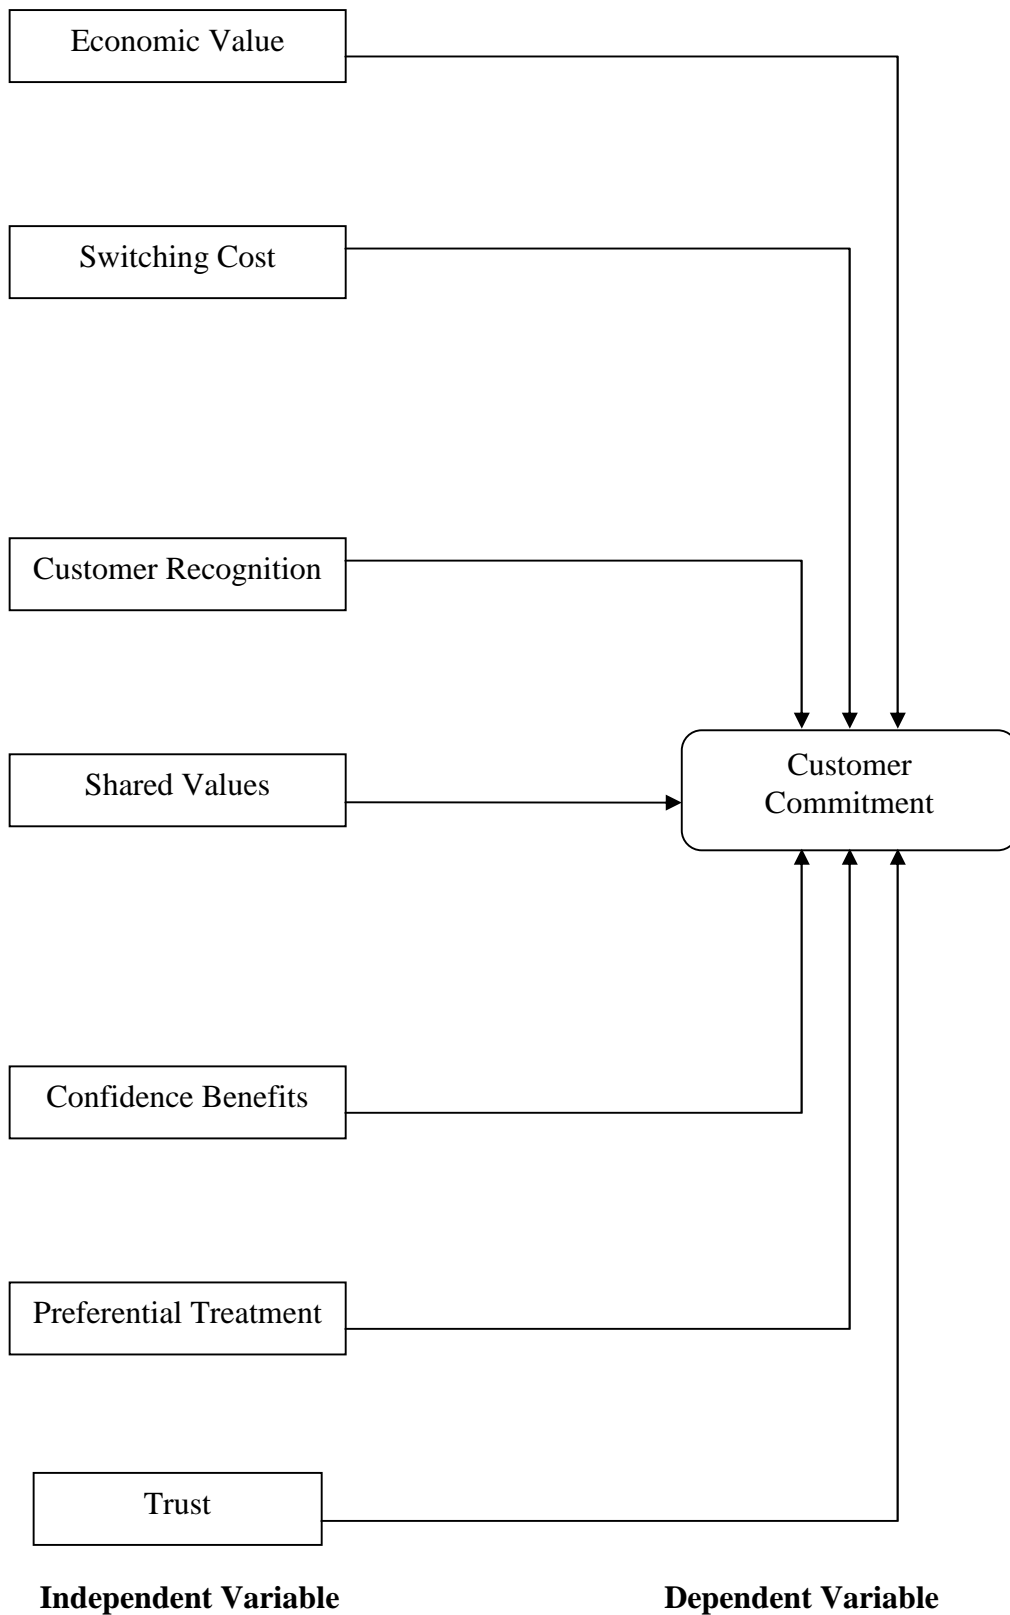 Economic Value
Switching Cost
Customer Recognition
Shared Values
Customer
Commitment
Confidence Benefits
Preferential Treatment
Trust
Independent Variable
Dependent Variable